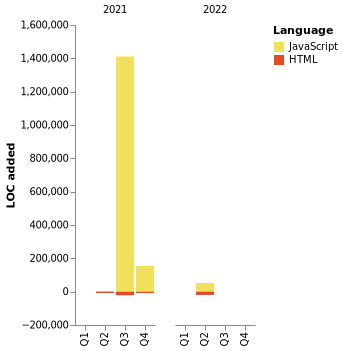 2021 2022
Language
JavaScript
HTML
LOC added
1,600,000
1,400,000
1,200,000
1,000,000
800,000
600,000
400,000
200,000
0
−200,000
Q1 Q2 Q3 Q4 Q1 Q2 Q3 Q4